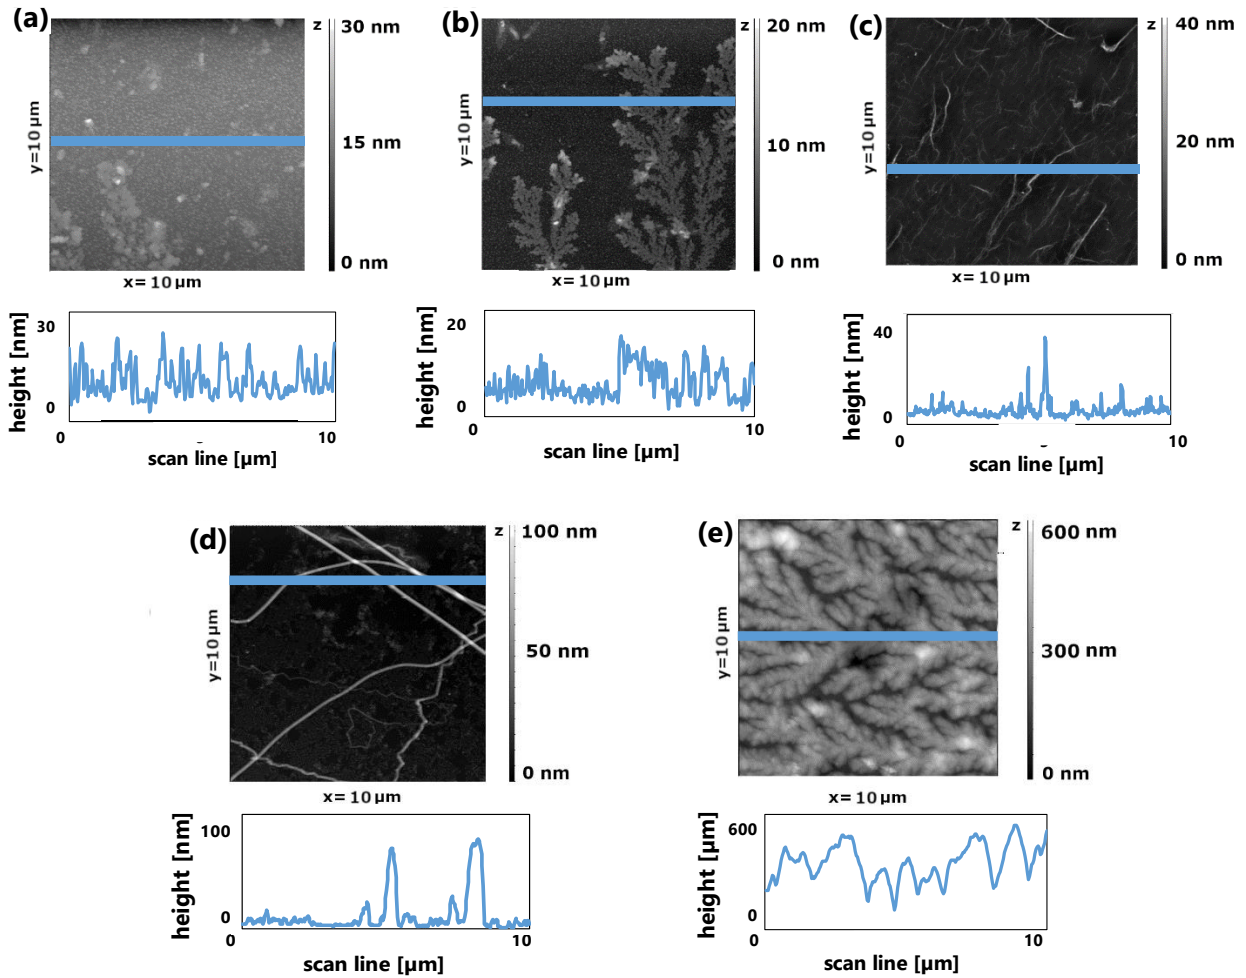 (a)
z
30 nm
15 nm
0 nm
y=10 µm
x= 10 µm
height [nm]
30
0
0
10
scan line [µm]
(b)
z
20 nm
10 nm
0 nm
y=10 µm
x= 10 µm
height [nm]
20
0
0
10
scan line [µm]
(c)
z
40 nm
20 nm
0 nm
y=10 µm
x= 10 µm
height [nm]
40
0
0
10
scan line [µm]
(d)
z
100 nm
50 nm
0 nm
y=10 µm
x= 10 µm
height [nm]
100
0
0
10
scan line [µm]
(e)
z
600 nm
300 nm
0 nm
y=10 µm
x= 10 µm
height [µm]
600
0
0
10
scan line [µm]